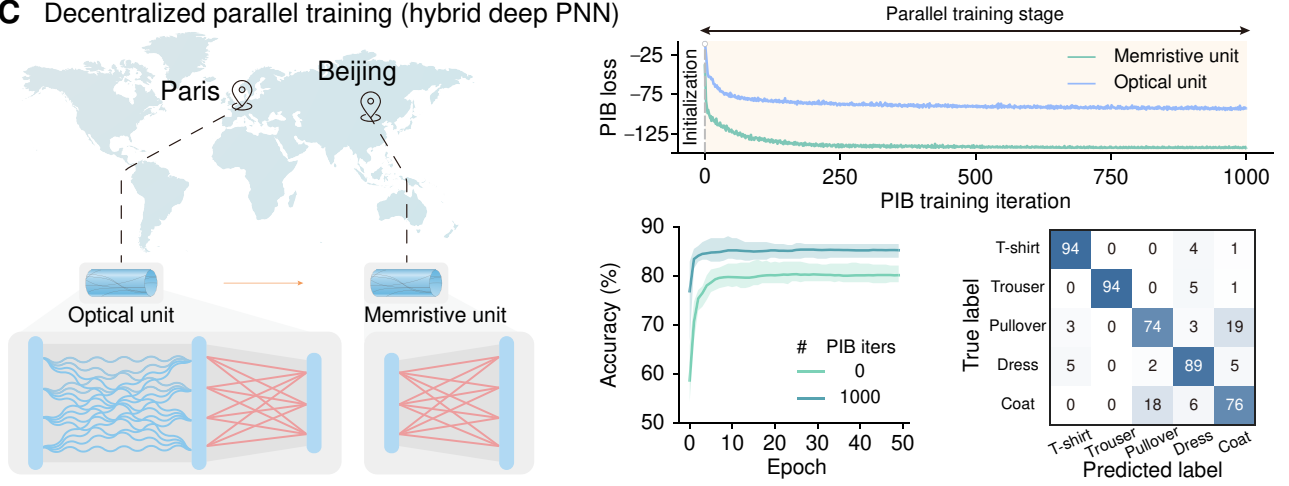 C Decentralized parallel training (hybrid deep PNN)
Paris
Beijing
Optical unit
Memristive unit
Parallel training stage
PIB loss
−25
−75
−125
Initialization
Memristive unit
Optical unit
0 250 500 750 1000
PIB training iteration
Accuracy (%)
90
80
70
60
50
# PIB iters
0
1000
0 10 20 30 40 50
Epoch
True label
T-shirt 94 0 0 4 1
Trouser 0 94 0 5 1
Pullover 3 0 74 3 19
Dress 5 0 2 89 5
Coat 0 0 18 6 76
T-shirt Trouser Pullover Dress Coat
Predicted label